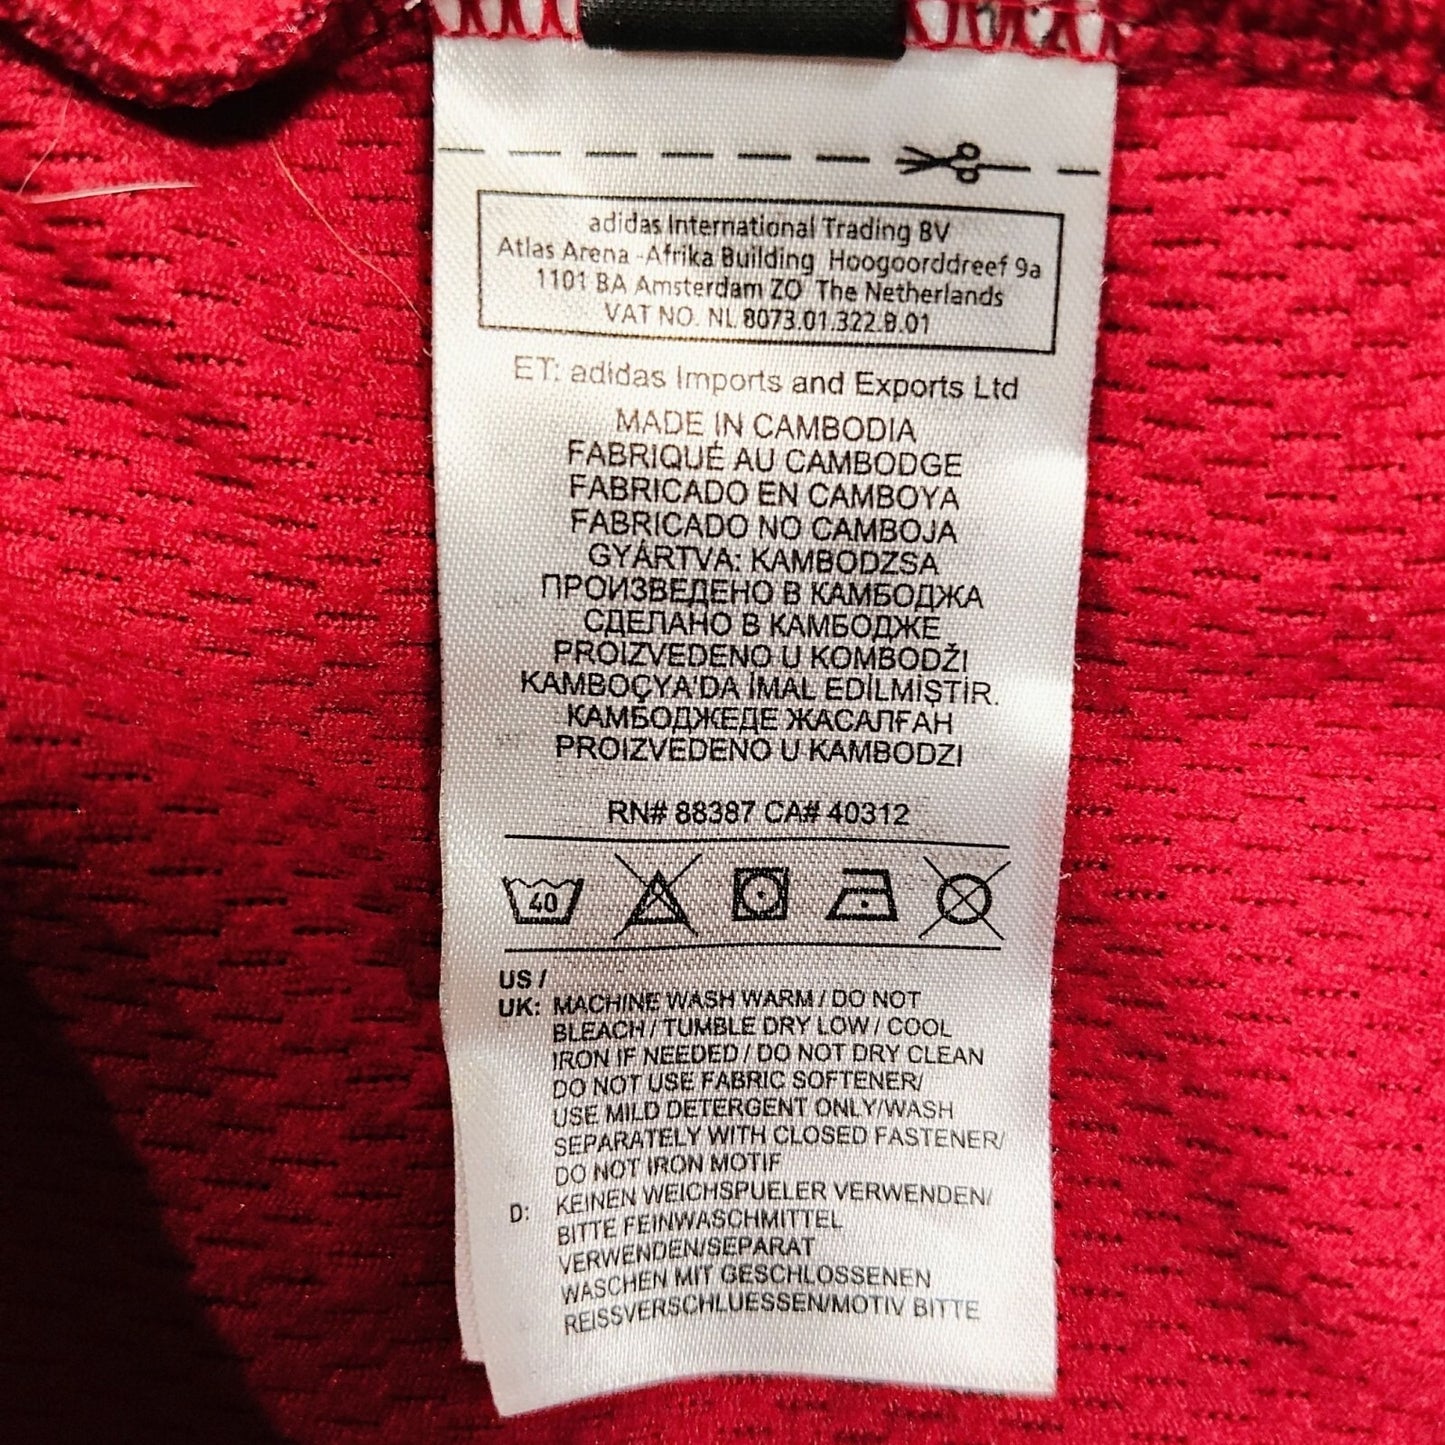 adidas International Trading BV
Atlas Arena -Afrika Building Hoogoorddreef 9a
1101 BA Amsterdam ZO The Netherlands
VAT NO. NL 8073.01.322.B.01
ET: adidas Imports and Exports Ltd
MADE IN CAMBODIA
FABRIQUÉ AU CAMBODGE
FABRICADO EN CAMBOYA
FABRICADO NO CAMBOJA
GYÁRTVA: KAMBODZSA
ПРОИЗВЕДЕНО В КАМБОДЖА
СДЕЛАНО В КАМБОДЖЕ
PROIZVEDENO U KOMBODŽI
KAMBOÇYA'DA İMAL EDİLMİŞTİR.
КАМБОДЖЕДЕ ЖАСАЛҒАН
PROIZVEDENO U KAMBODZI
RN# 88387 CA# 40312
40
US /
UK: MACHINE WASH WARM / DO NOT
BLEACH / TUMBLE DRY LOW / COOL
IRON IF NEEDED / DO NOT DRY CLEAN
DO NOT USE FABRIC SOFTENER/
USE MILD DETERGENT ONLY/WASH
SEPARATELY WITH CLOSED FASTENER/
DO NOT IRON MOTIF
D: KEINEN WEICHSPUELER VERWENDEN/
BITTE FEINWASCHMITTEL
VERWENDEN/SEPARAT
WASCHEN MIT GESCHLOSSENEN
REISSVERSCHLUESSEN/MOTIV BITTE